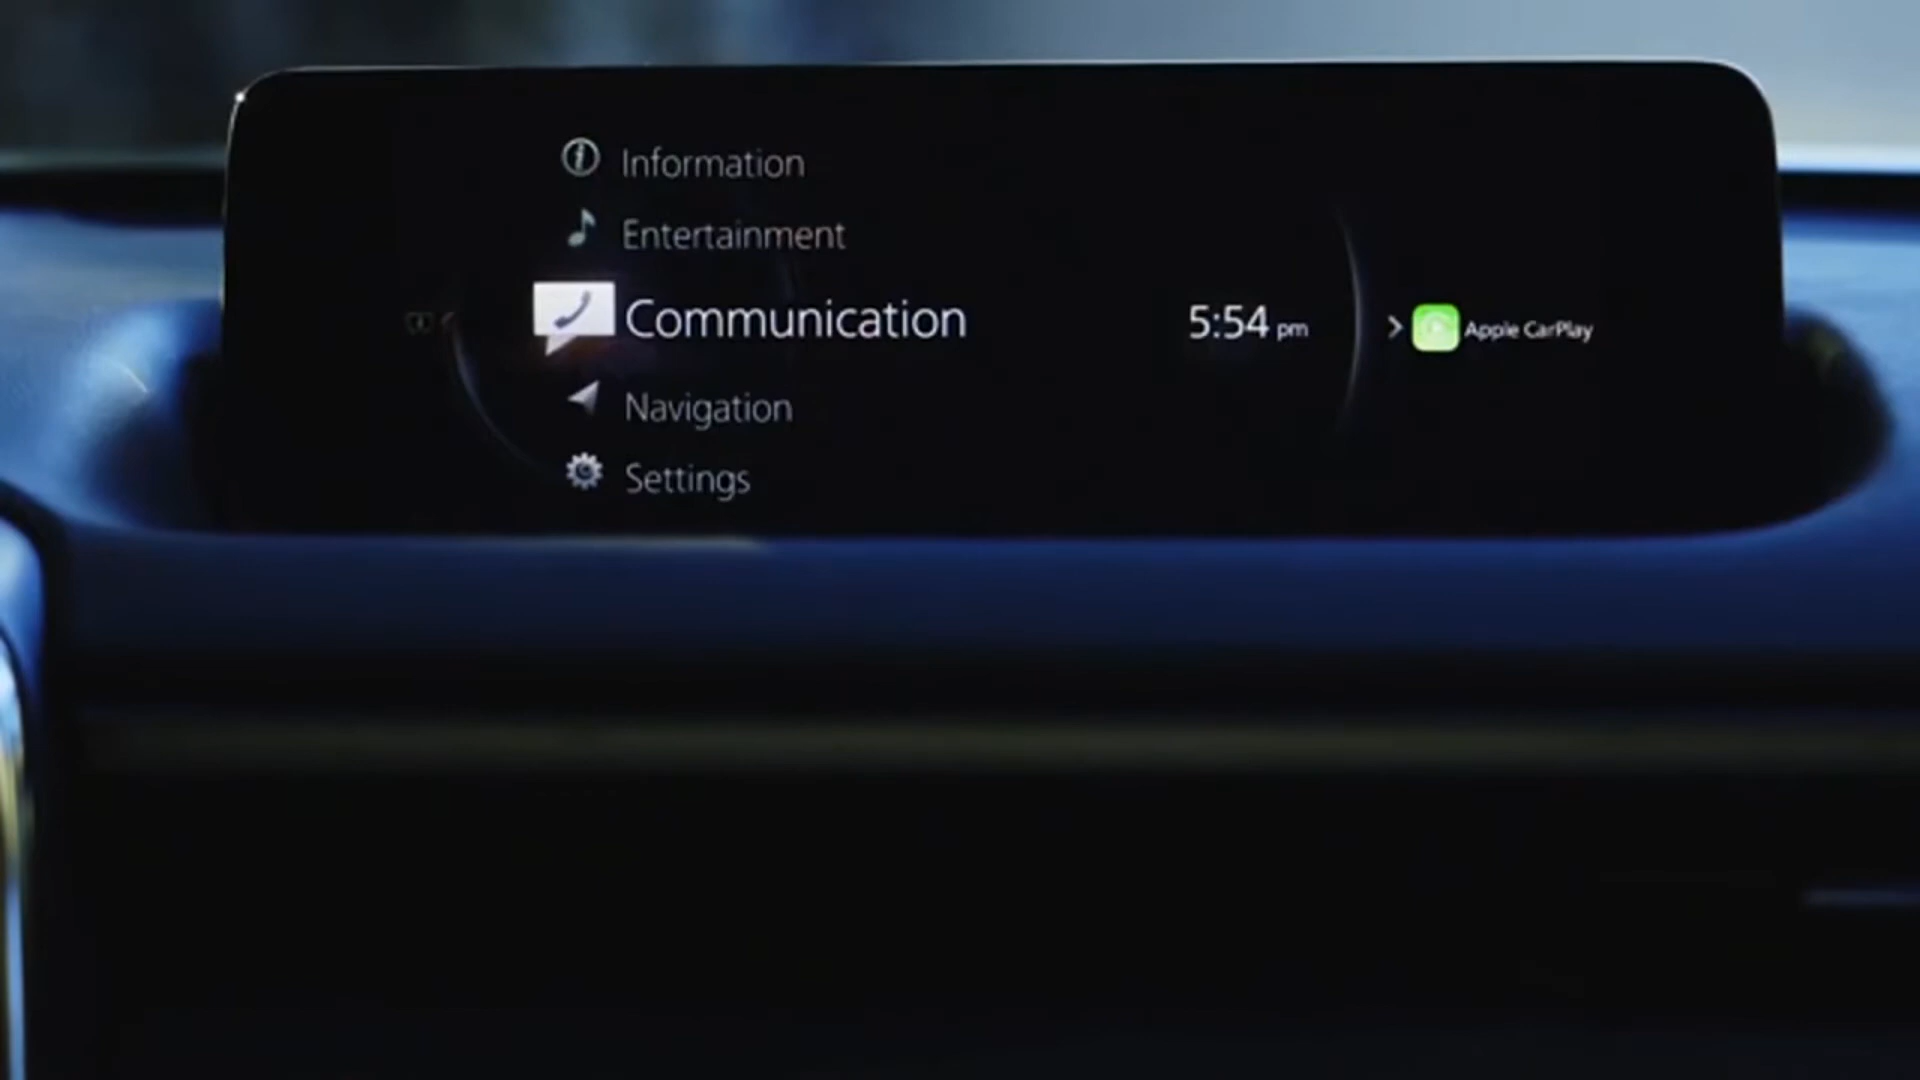 Information
Entertainment
Communication
5:54 pm
Apple CarPlay
Navigation
Settings